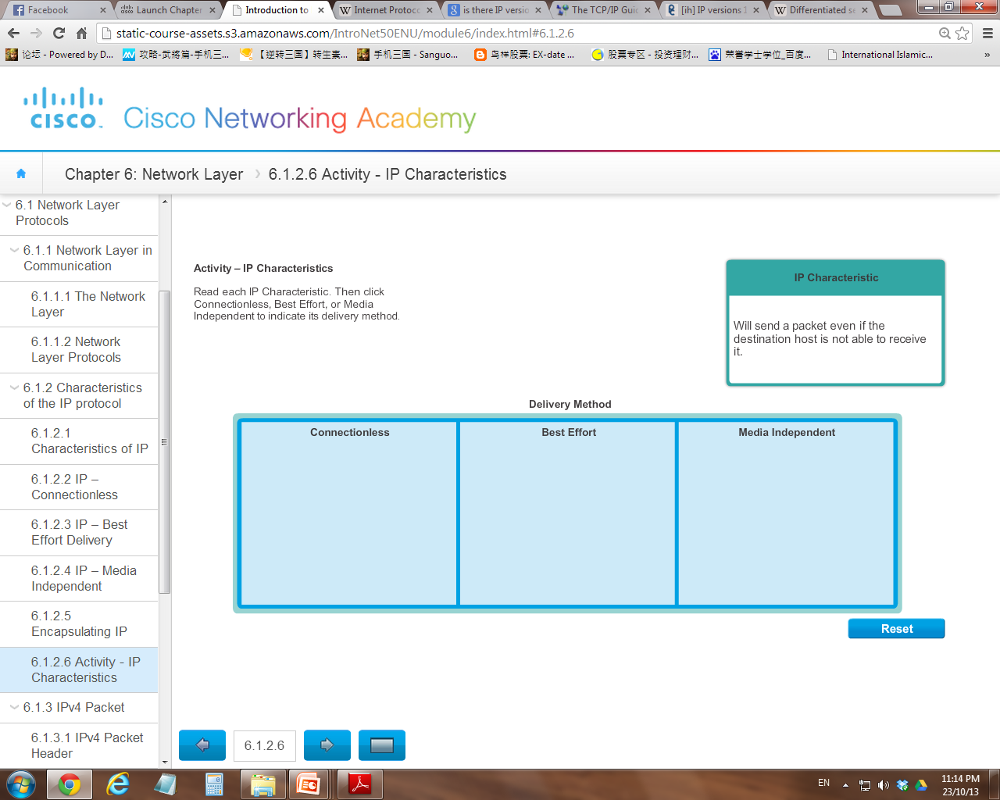 Facebook
Launch Chapter
Introduction to
Internet Protoco
is there IP versio
The TCP/IP Guid
[ih] IP versions 1
Differentiated se
static-course-assets.s3.amazonaws.com/IntroNet50ENU/module6/index.html#6.1.2.6
论坛 - Powered by D...
攻略-武將篇-手机三...
【逆转三国】转生素...
手机三国 - Sanguo...
鸟样股票: EX-date ...
股票专区 - 投资理财...
荣誉学士学位_百度...
International Islamic...
»
CISCO
Cisco Networking Academy
Chapter 6: Network Layer
6.1.2.6 Activity - IP Characteristics
6.1 Network Layer
Protocols
6.1.1 Network Layer in
Communication
6.1.1.1 The Network
Layer
6.1.1.2 Network
Layer Protocols
6.1.2 Characteristics
of the IP protocol
6.1.2.1
Characteristics of IP
6.1.2.2 IP –
Connectionless
6.1.2.3 IP – Best
Effort Delivery
6.1.2.4 IP – Media
Independent
6.1.2.5
Encapsulating IP
6.1.2.6 Activity - IP
Characteristics
6.1.3 IPv4 Packet
6.1.3.1 IPv4 Packet
Header
Activity – IP Characteristics
Read each IP Characteristic. Then click
Connectionless, Best Effort, or Media
Independent to indicate its delivery method.
IP Characteristic
Will send a packet even if the
destination host is not able to receive
it.
Delivery Method
Connectionless
Best Effort
Media Independent
Reset
6.1.2.6
EN
11:14 PM
23/10/13